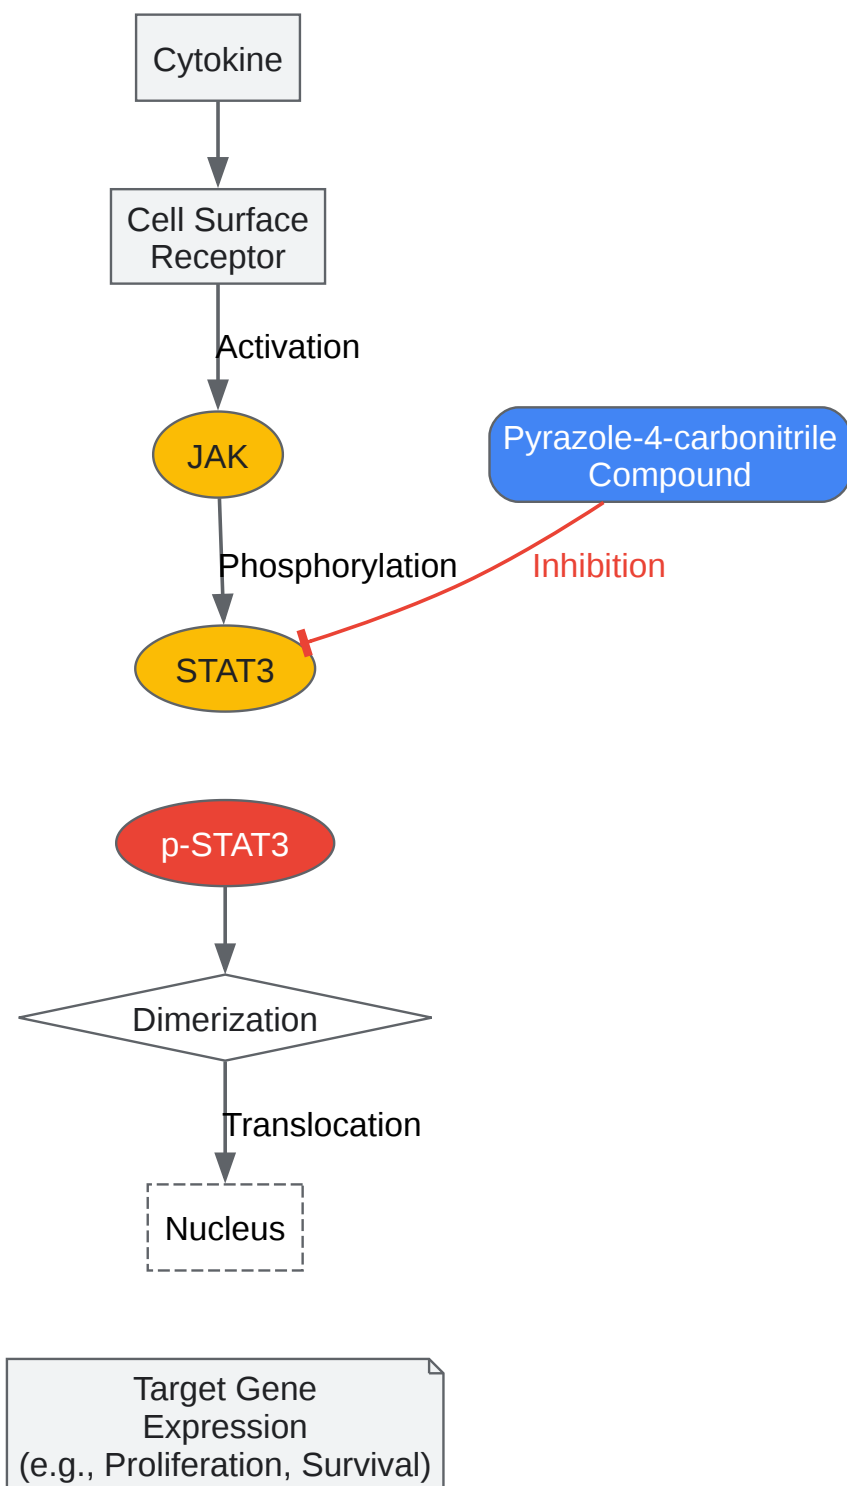 Cytokine
Cell Surface
Receptor
Activation
JAK
Pyrazole-4-carbonitrile
Compound
Phosphorylation
Inhibition
STAT3
p-STAT3
Dimerization
Translocation
Nucleus
Target Gene
Expression
(e.g., Proliferation, Survival)